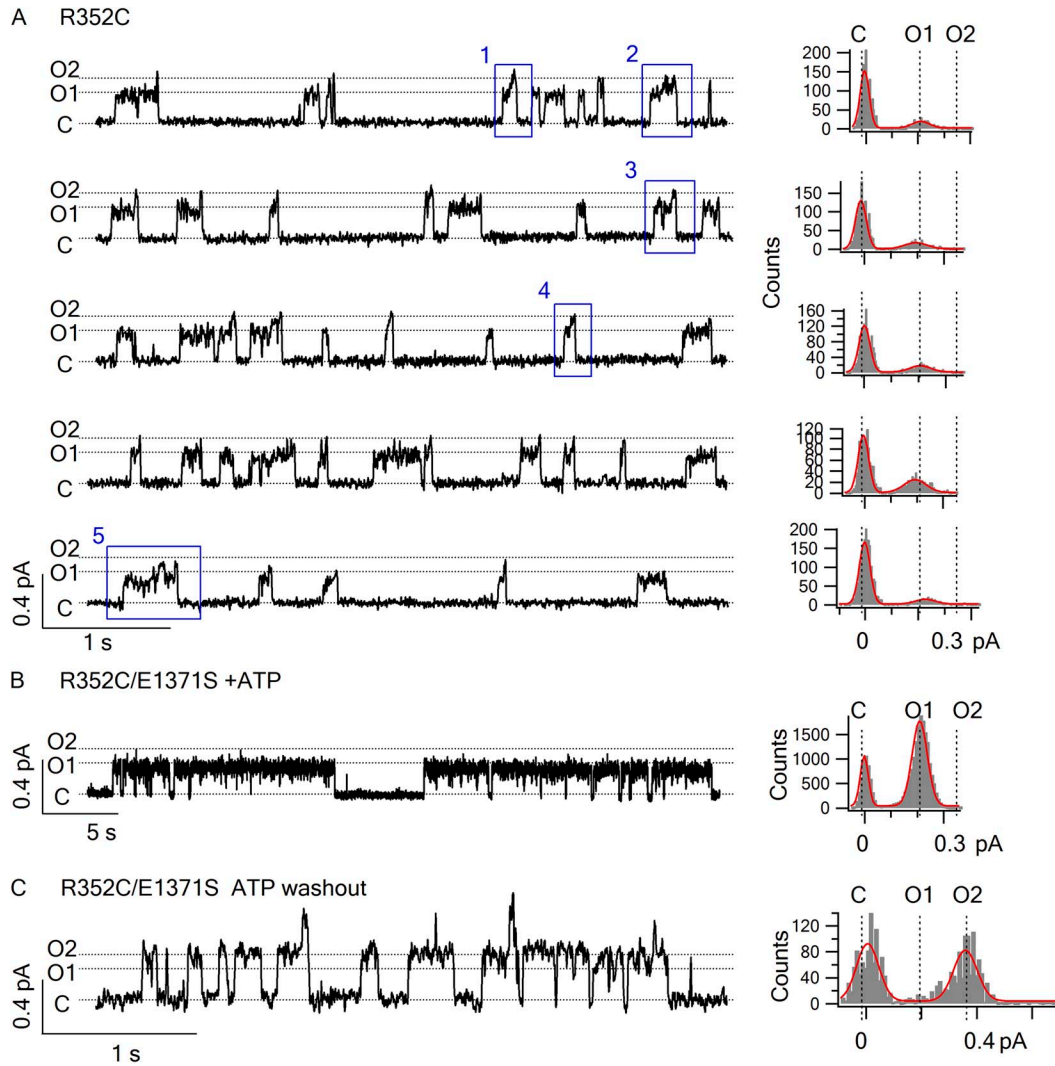 A R352C
C O1 O2
1 2
O2
O1
C
200
150
100
50
0
3
O2
O1
C
150
100
50
0
Counts
4
O2
O1
C
160
120
80
40
0
O2
O1
C
120
100
80
60
40
20
0
5
O2
O1
C
0.4 pA
1 s
200
150
100
50
0
0 0.3 pA
B R352C/E1371S +ATP
O2
O1
C
0.4 pA
5 s
C O1 O2
Counts
1500
1000
500
0
0 0.3 pA
C R352C/E1371S ATP washout
O2
O1
C
0.4 pA
1 s
C O1 O2
Counts
120
80
40
0
0 0.4 pA